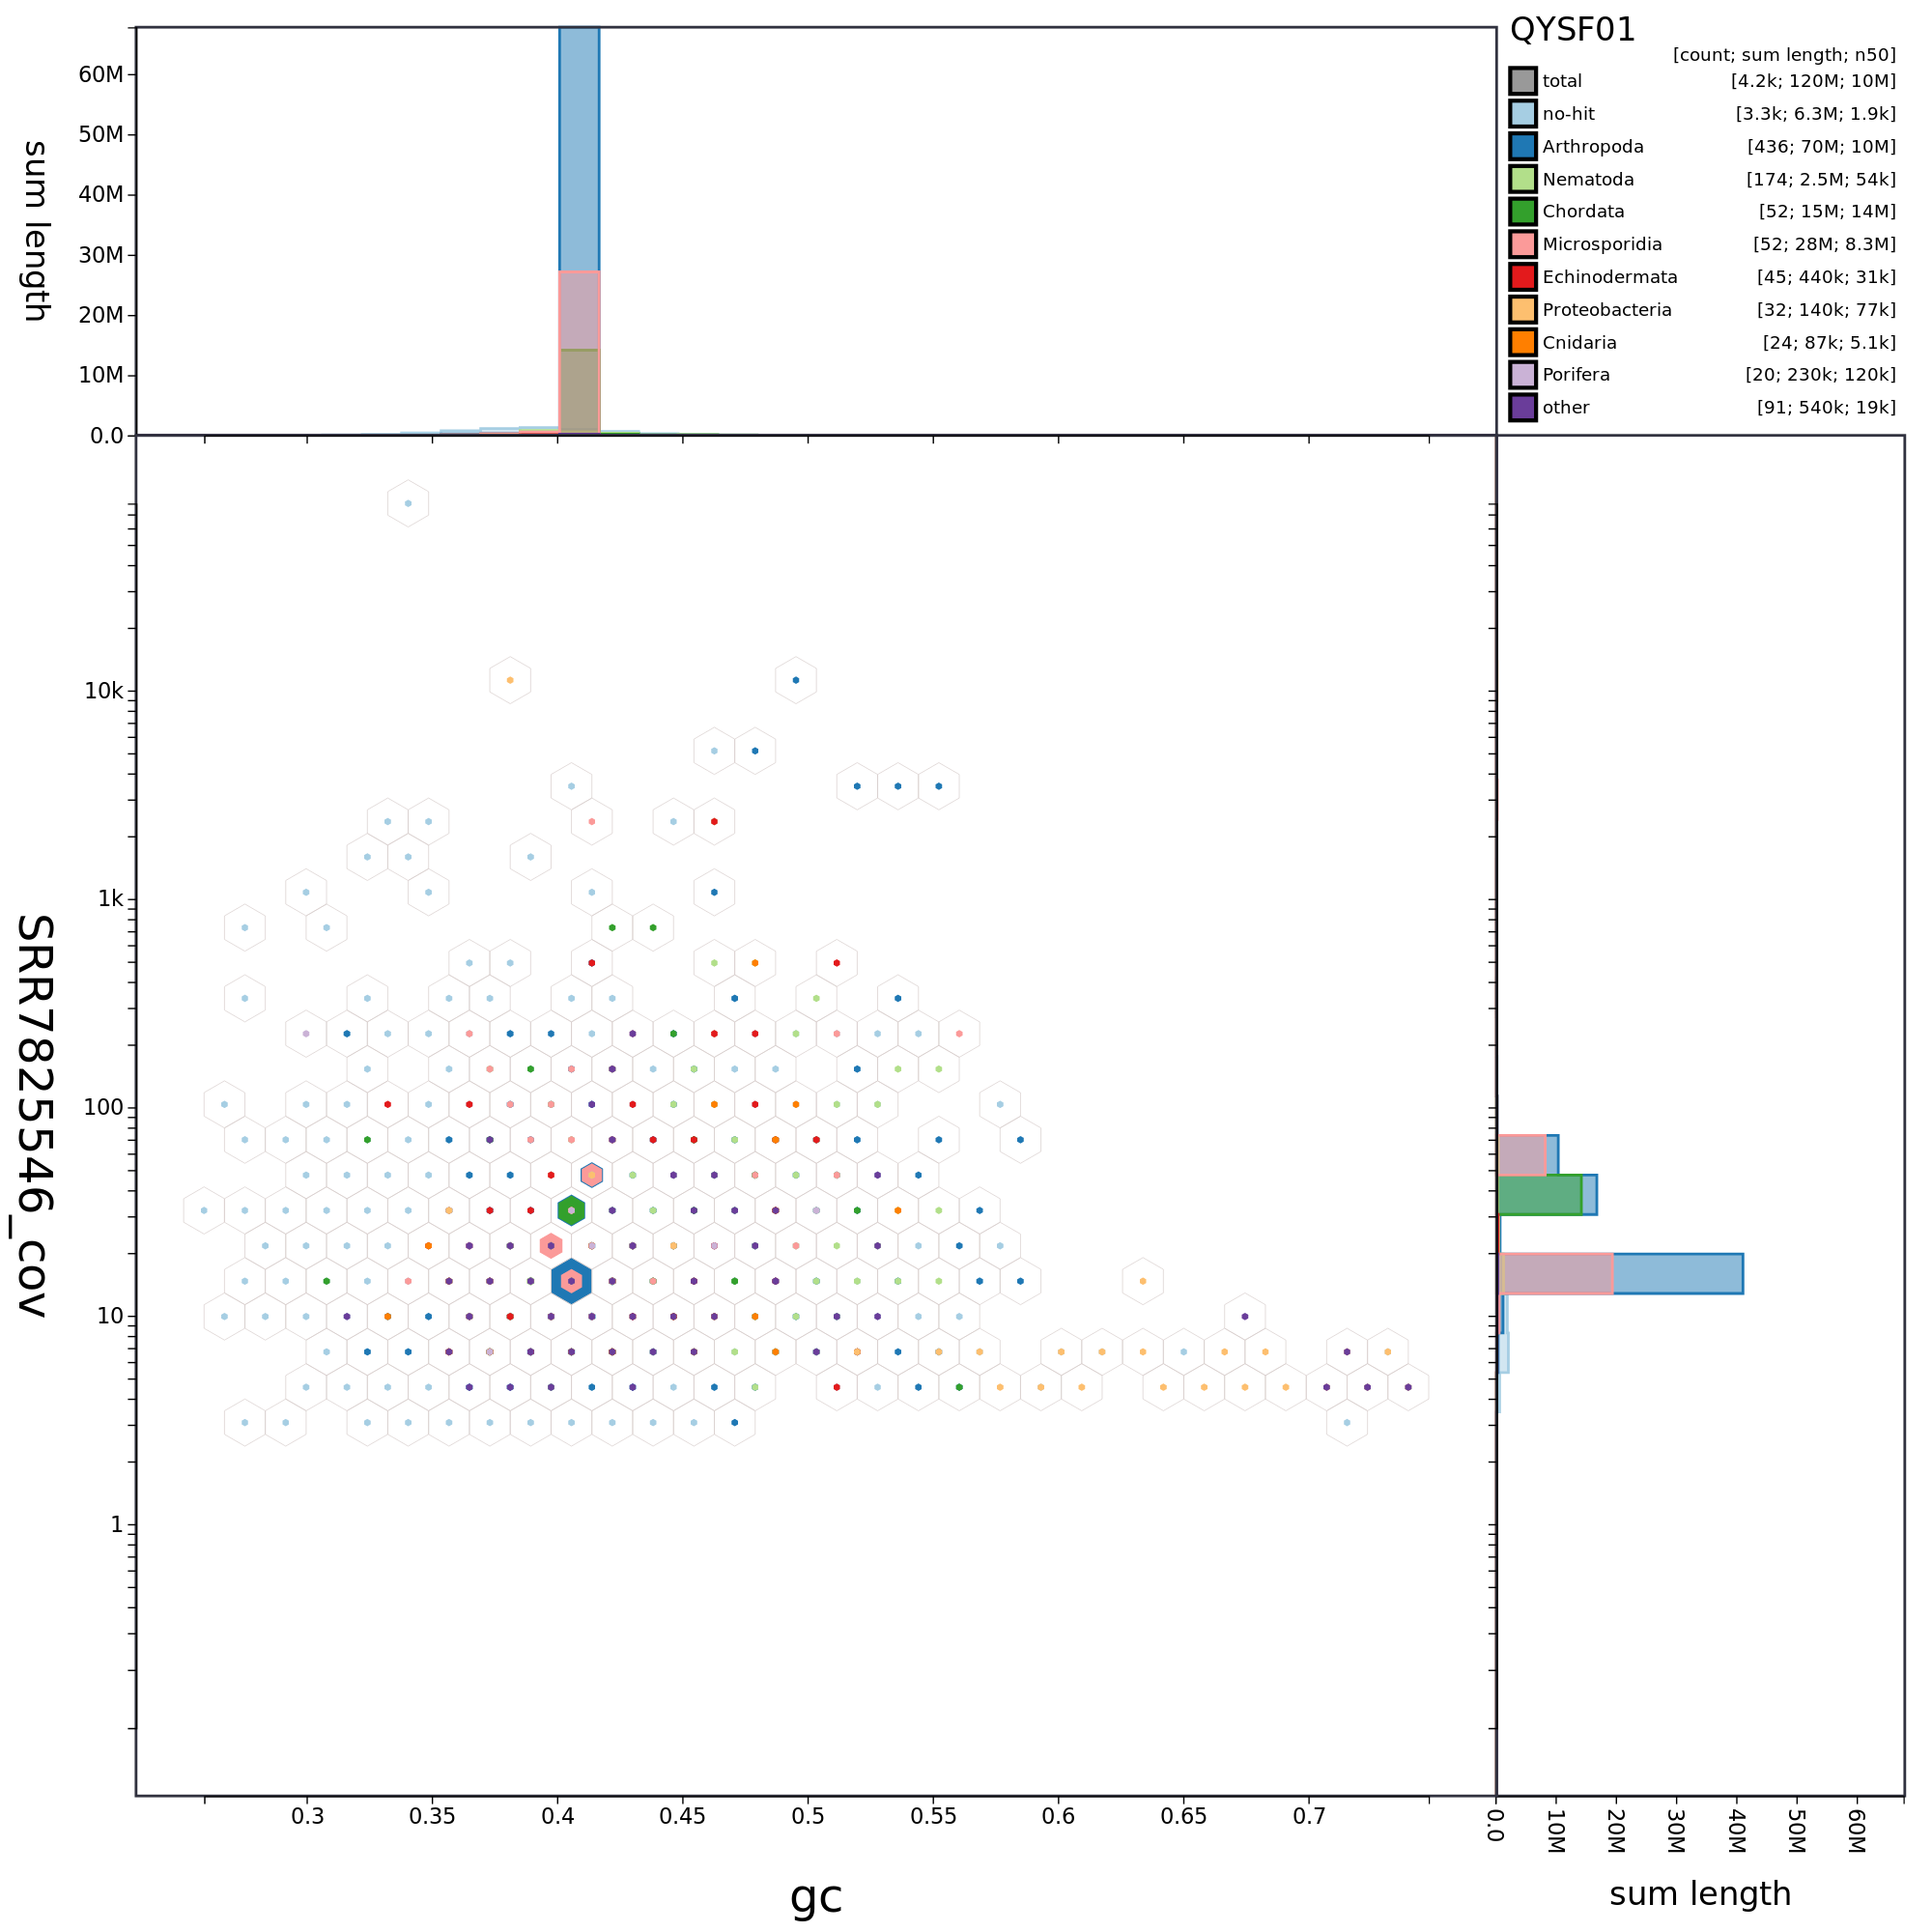 QYSF01
[count; sum length; n50]
total [4.2k; 120M; 10M]
no-hit [3.3k; 6.3M; 1.9k]
Arthropoda [436; 70M; 10M]
Nematoda [174; 2.5M; 54k]
Chordata [52; 15M; 14M]
Microsporidia [52; 28M; 8.3M]
Echinodermata [45; 440k; 31k]
Proteobacteria [32; 140k; 77k]
Cnidaria [24; 87k; 5.1k]
Porifera [20; 230k; 120k]
other [91; 540k; 19k]
sum length
60M
50M
40M
30M
20M
10M
0.0
SRR7825546_cov
10k
1k
100
10
1
0.3 0.35 0.4 0.45 0.5 0.55 0.6 0.65 0.7
gc
0.0 10M 20M 30M 40M 50M 60M
sum length